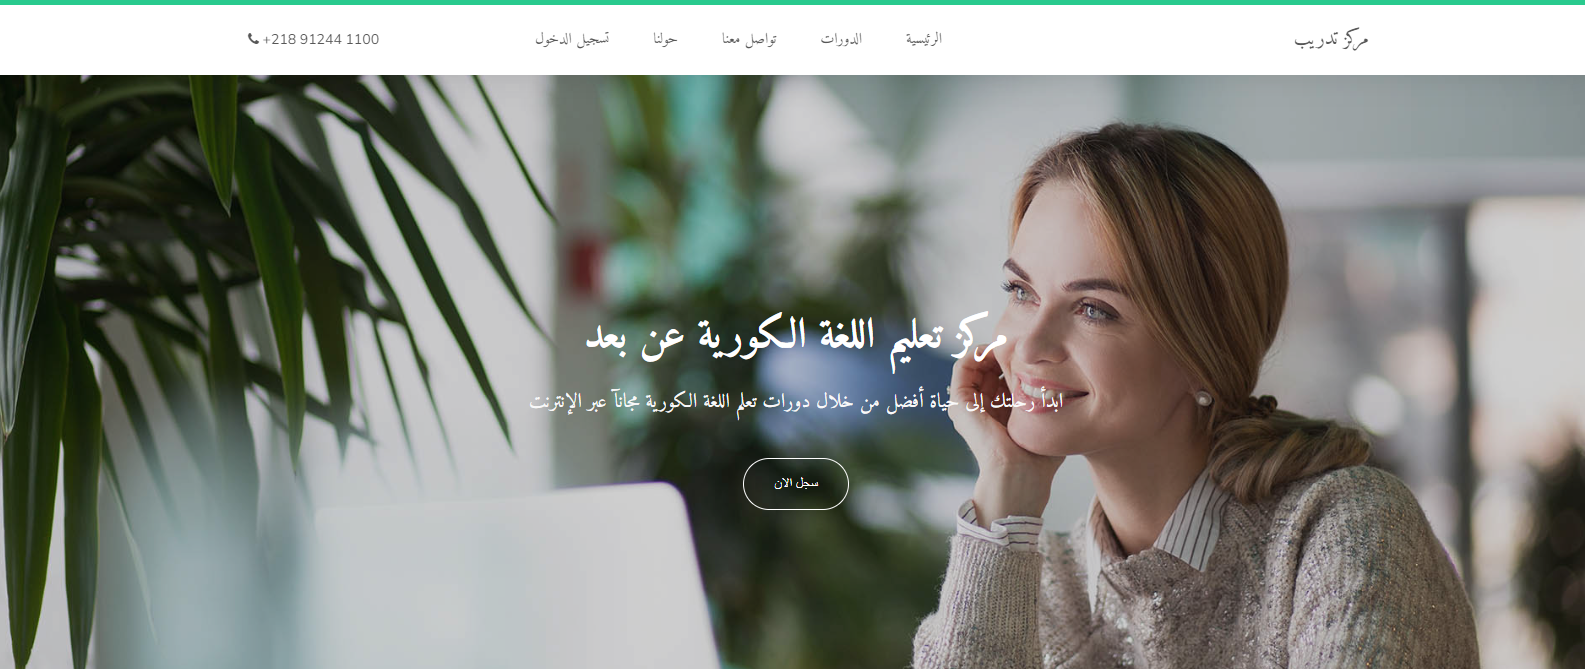 مركز تدريب
الرئيسية
الدورات
تواصل معنا
حولنا
تسجيل الدخول
+218 91244 1100
مركز تعليم اللغة الكورية عن بعد
ابدأ رحلتك إلى حياة أفضل من خلال دورات تعلم اللغة الكورية مجاناً عبر الإنترنت
سجل الان